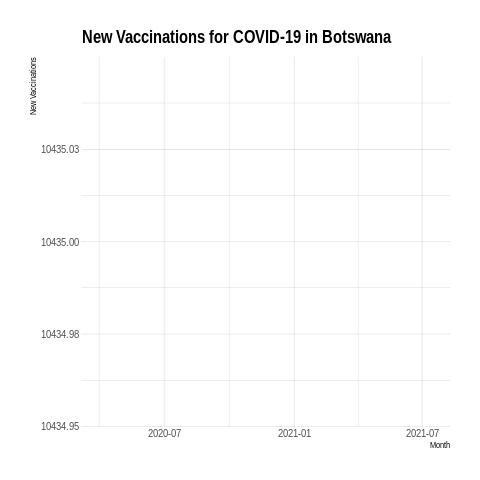 New Vaccinations for COVID-19 in Botswana
New Vaccinations
10435.03
10435.00
10434.98
10434.95
2020-07
2021-01
2021-07
Month